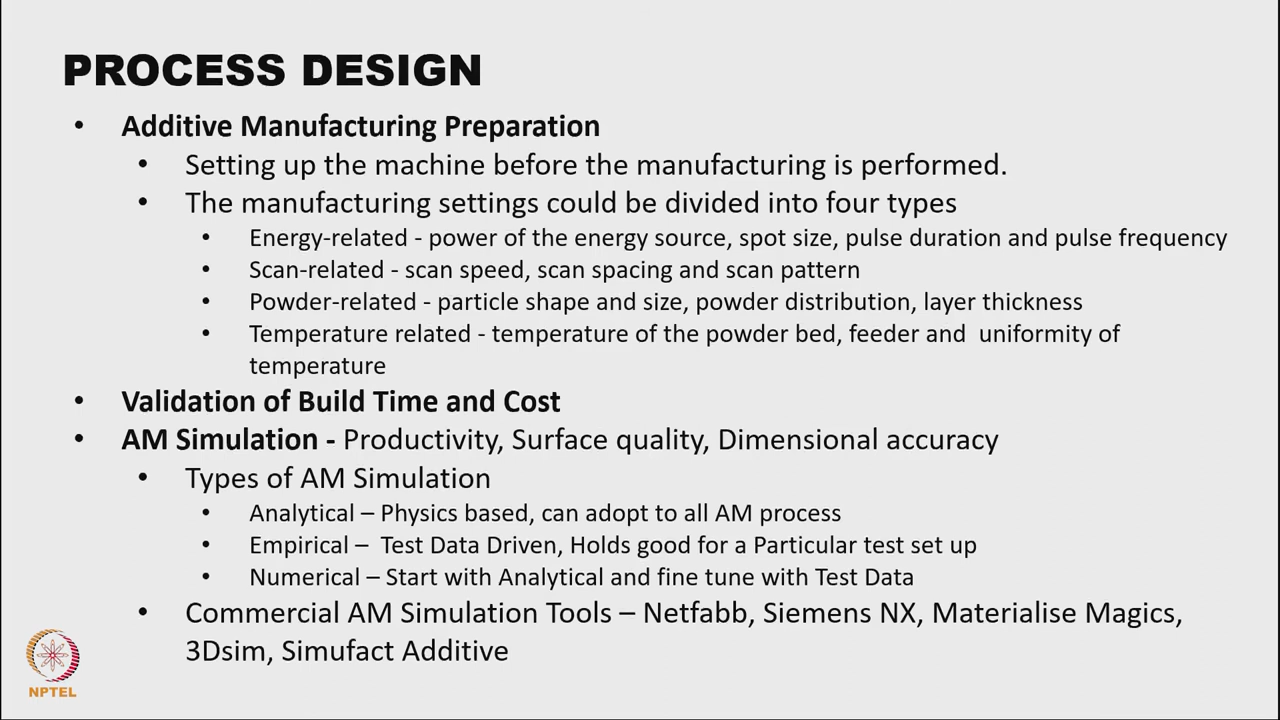 PROCESS DESIGN
• Additive Manufacturing Preparation
• Setting up the machine before the manufacturing is performed.
• The manufacturing settings could be divided into four types
• Energy-related - power of the energy source, spot size, pulse duration and pulse frequency
• Scan-related - scan speed, scan spacing and scan pattern
• Powder-related - particle shape and size, powder distribution, layer thickness
• Temperature related - temperature of the powder bed, feeder and  uniformity of
temperature
• Validation of Build Time and Cost
• AM Simulation - Productivity, Surface quality, Dimensional accuracy
• Types of AM Simulation
• Analytical – Physics based, can adopt to all AM process
• Empirical –  Test Data Driven, Holds good for a Particular test set up
• Numerical – Start with Analytical and fine tune with Test Data
• Commercial AM Simulation Tools – Netfabb, Siemens NX, Materialise Magics,
3Dsim, Simufact Additive
NPTEL